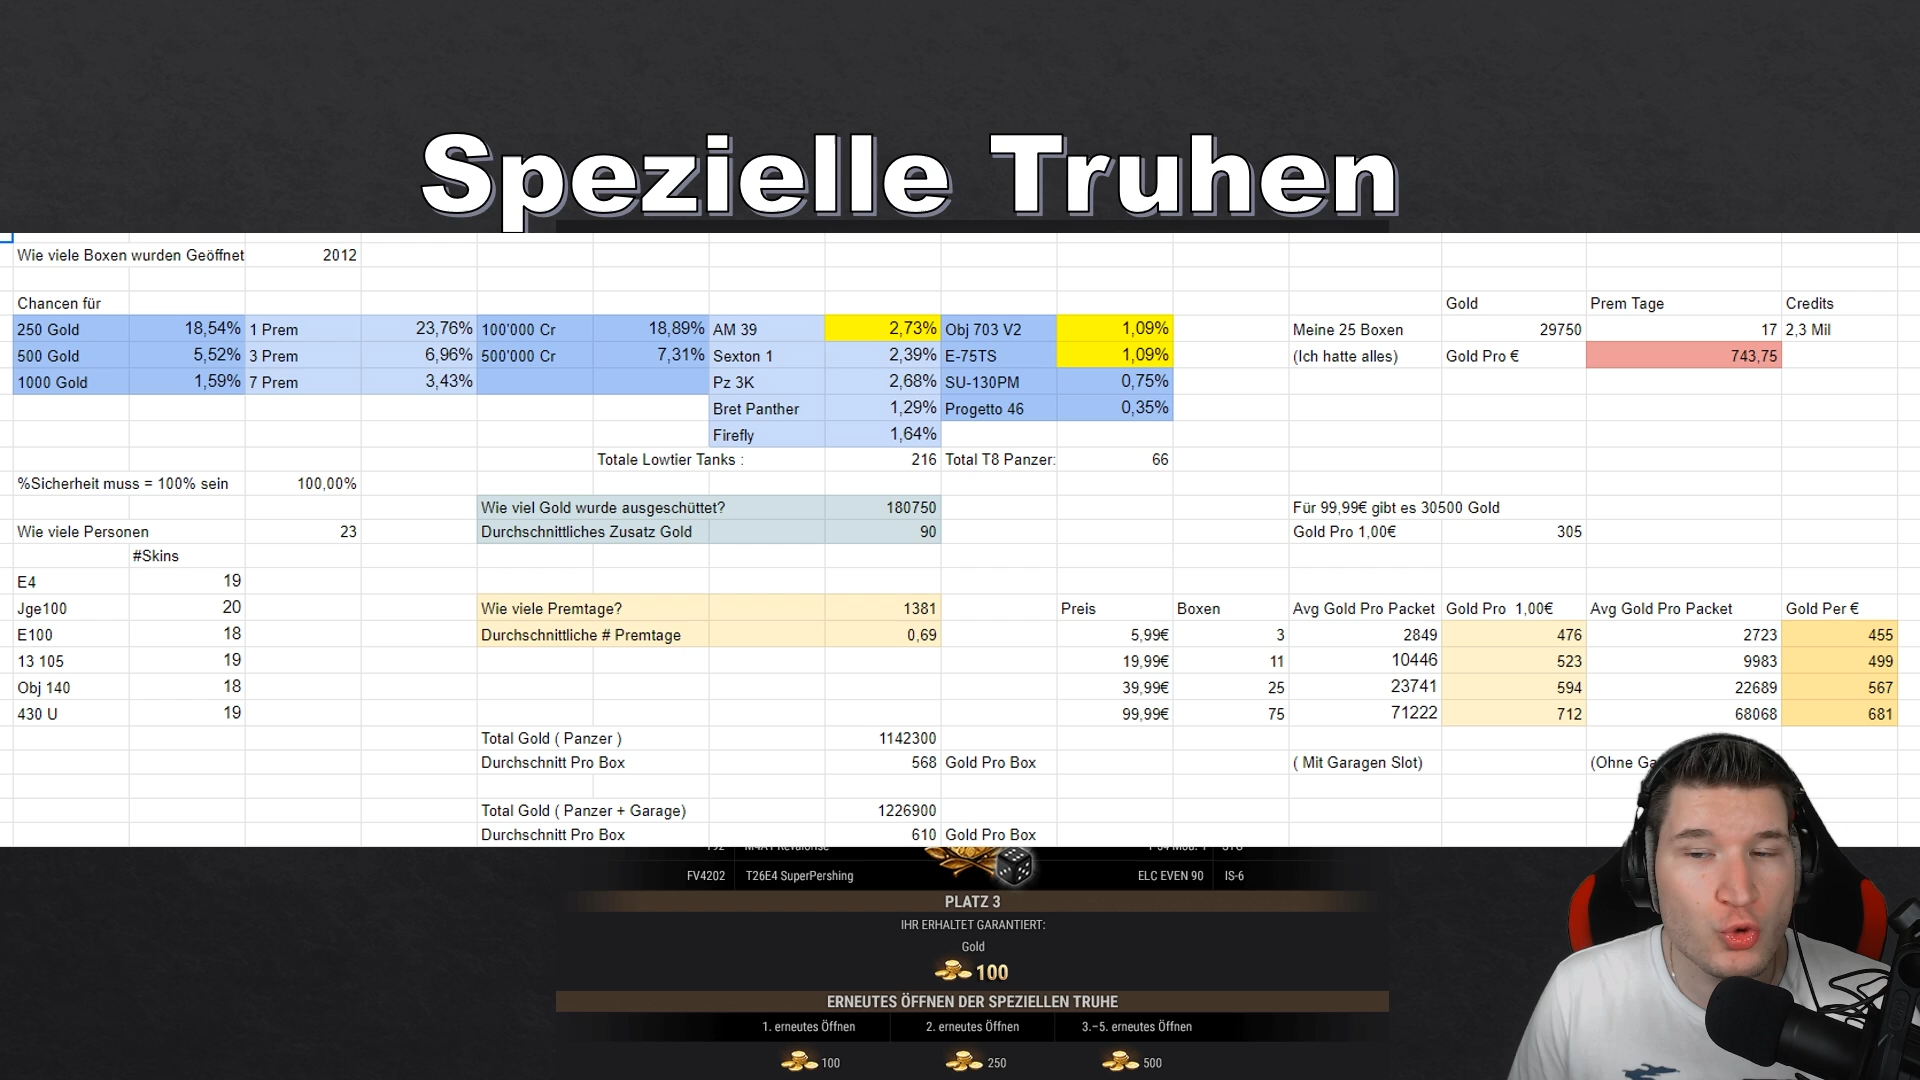 Spezielle Truhen
Wie viele Boxen wurden Geöffnet 2012
Chancen für Gold Prem Tage Credits
250 Gold 18,54% 1 Prem 23,76% 100'000 Cr 18,89% AM 39 2,73% Obj 703 V2 1,09% Meine 25 Boxen 29750 17 2,3 Mil
500 Gold 5,52% 3 Prem 6,96% 500'000 Cr 7,31% Sexton 1 2,39% E-75TS 1,09% (Ich hatte alles) Gold Pro € 743,75
1000 Gold 1,59% 7 Prem 3,43% Pz 3K 2,68% SU-130PM 0,75%
Bret Panther 1,29% Progetto 46 0,35%
Firefly 1,64%
Totale Lowtier Tanks : 216 Total T8 Panzer: 66
%Sicherheit muss = 100% sein 100,00%
Wie viel Gold wurde ausgeschüttet? 180750 Für 99,99€ gibt es 30500 Gold
Wie viele Personen 23 Durchschnittliches Zusatz Gold 90 Gold Pro 1,00€ 305
#Skins
E4 19
Jge100 20 Wie viele Premtage? 1381 Preis Boxen Avg Gold Pro Packet Gold Pro 1,00€ Avg Gold Pro Packet Gold Per €
E100 18 Durchschnittliche # Premtage 0,69 5,99€ 3 2849 476 2723 455
13 105 19 19,99€ 11 10446 523 9983 499
Obj 140 18 39,99€ 25 23741 594 22689 567
430 U 19 99,99€ 75 71222 712 68068 681
Total Gold ( Panzer ) 1142300
Durchschnitt Pro Box 568 Gold Pro Box ( Mit Garagen Slot) (Ohne
Total Gold ( Panzer + Garage) 1226900
Durchschnitt Pro Box 610 Gold Pro Box
FV4202 T26E4 SuperPershing ELC EVEN 90 IS-6
PLATZ 3
IHR ERHALTET GARANTIERT:
Gold
100
ERNEUTES ÖFFNEN DER SPEZIELLEN TRUHE
1. erneutes Öffnen 2. erneutes Öffnen 3.–5. erneutes Öffnen
100 250 500